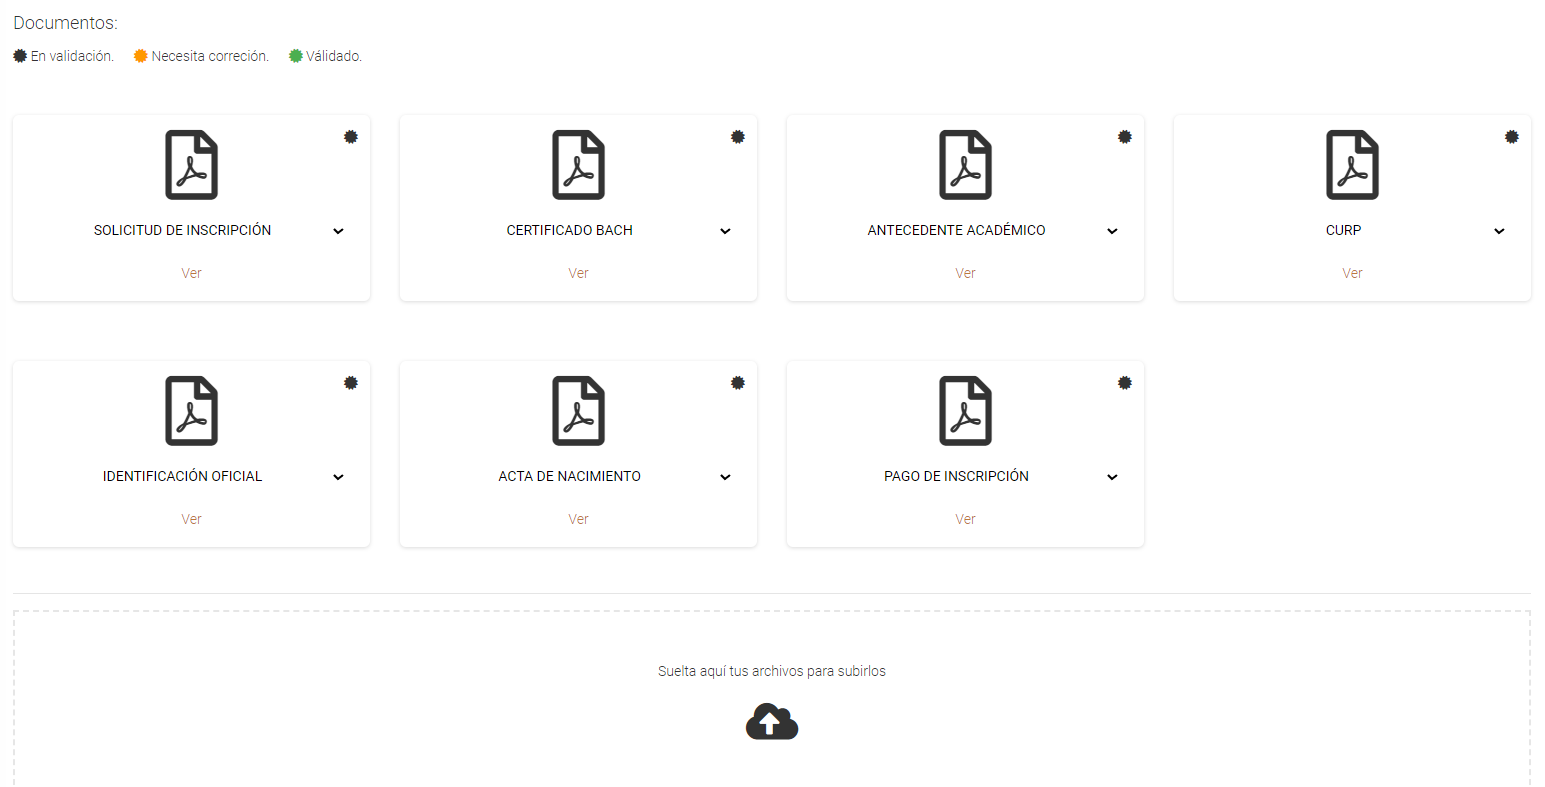 Documentos:
En validación. Necesita correción. Válidado.
SOLICITUD DE INSCRIPCIÓN CERTIFICADO BACH ANTECEDENTE ACADÉMICO CURP
Ver Ver Ver Ver
IDENTIFICACIÓN OFICIAL ACTA DE NACIMIENTO PAGO DE INSCRIPCIÓN
Ver Ver Ver
Suelta aquí tus archivos para subirlos